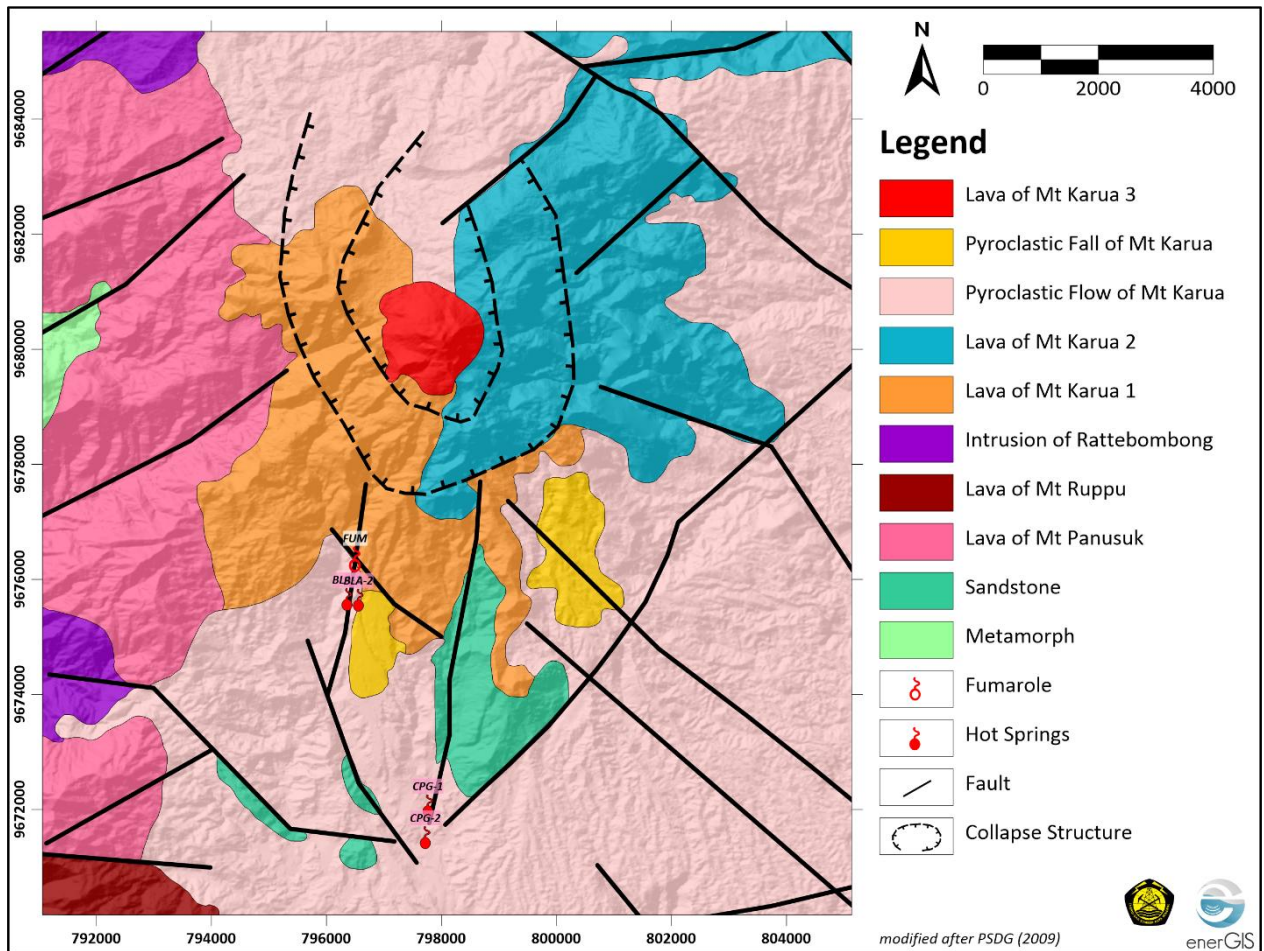 N
0 2000 4000
Legend
Lava of Mt Karua 3
Pyroclastic Fall of Mt Karua
Pyroclastic Flow of Mt Karua
Lava of Mt Karua 2
Lava of Mt Karua 1
Intrusion of Rattebombong
Lava of Mt Ruppu
Lava of Mt Panusuk
Sandstone
Metamorph
Fumarole
Hot Springs
Fault
Collapse Structure
enerGIS
modified after PSDG (2009)
9684000
9682000
9680000
9678000
9676000
9674000
9672000
FUM
BLA-2
CPG-1
CPG-2
792000 794000 796000 798000 800000 802000 804000